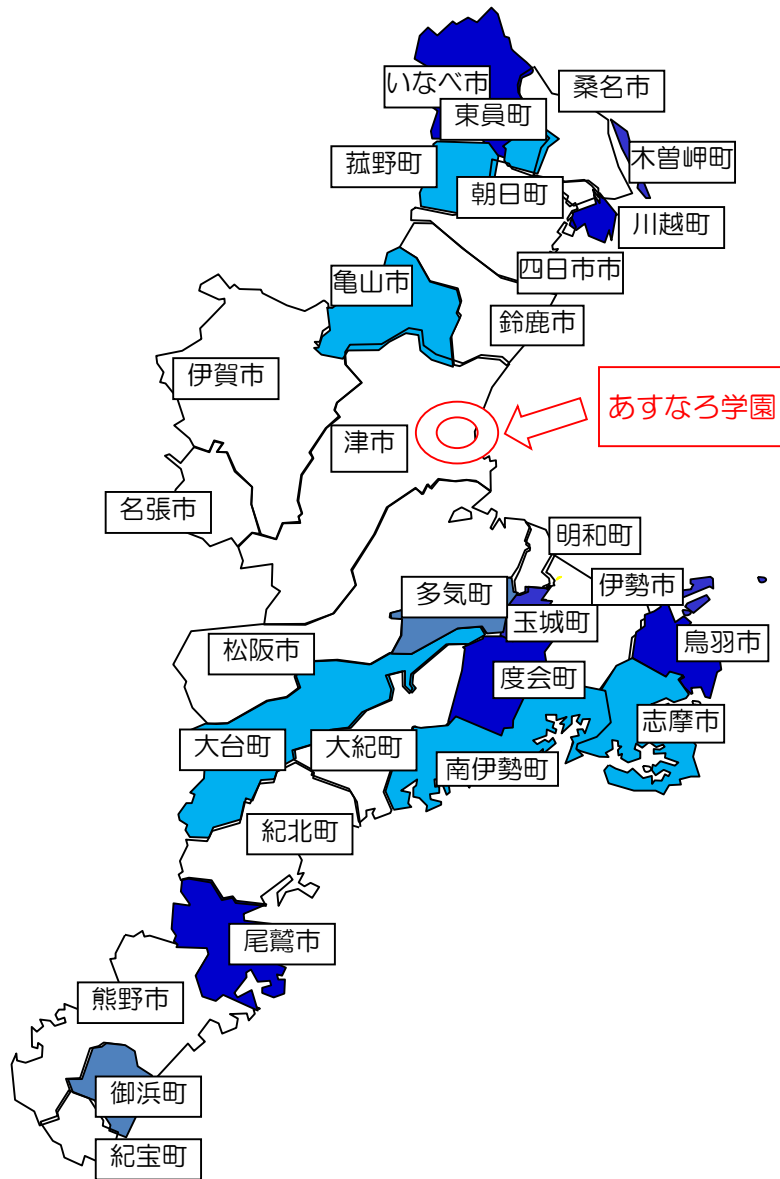 いなべ市
桑名市
東員町
木曽岬町
菰野町
朝日町
川越町
四日市市
亀山市
鈴鹿市
伊賀市
あすなろ学園
津市
名張市
明和町
伊勢市
多気町
玉城町
鳥羽市
松阪市
度会町
志摩市
大台町
大紀町
南伊勢町
紀北町
尾鷲市
熊野市
御浜町
紀宝町